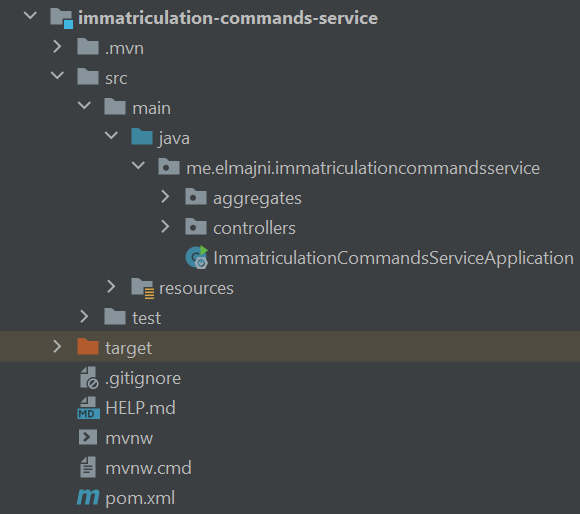 immatriculation-commands-service
.mvn
src
main
java
me.elmajni.immatriculationcommandsservice
aggregates
controllers
ImmatriculationCommandsServiceApplication
resources
test
target
.gitignore
HELP.md
MD
mvnw
mvnw.cmd
pom.xml